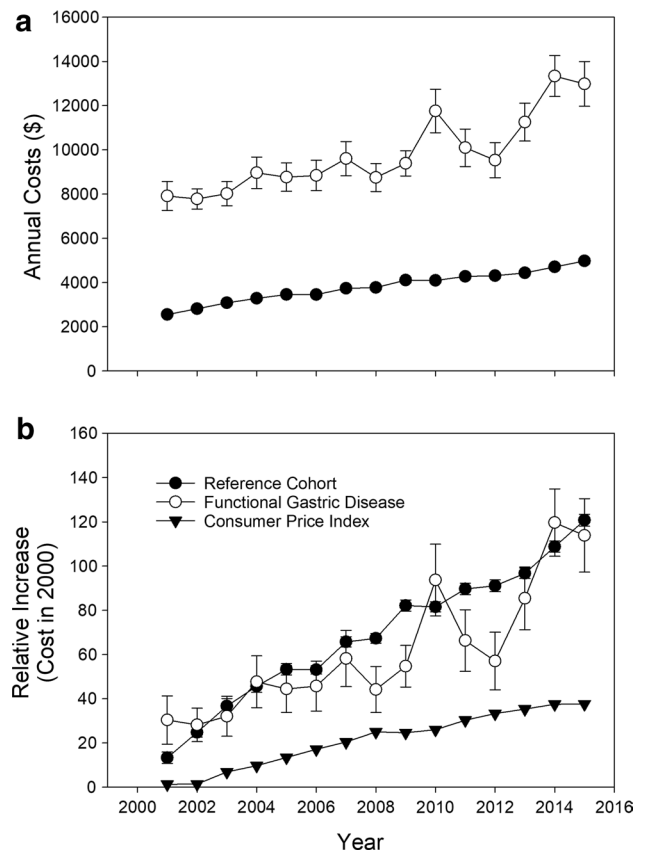 a
16000
14000
12000
10000
8000
6000
4000
2000
0
Annual Costs ($)
b
160
140
120
100
80
60
40
20
0
Relative Increase
(Cost in 2000)
Reference Cohort
Functional Gastric Disease
Consumer Price Index
2000 2002 2004 2006 2008 2010 2012 2014 2016
Year